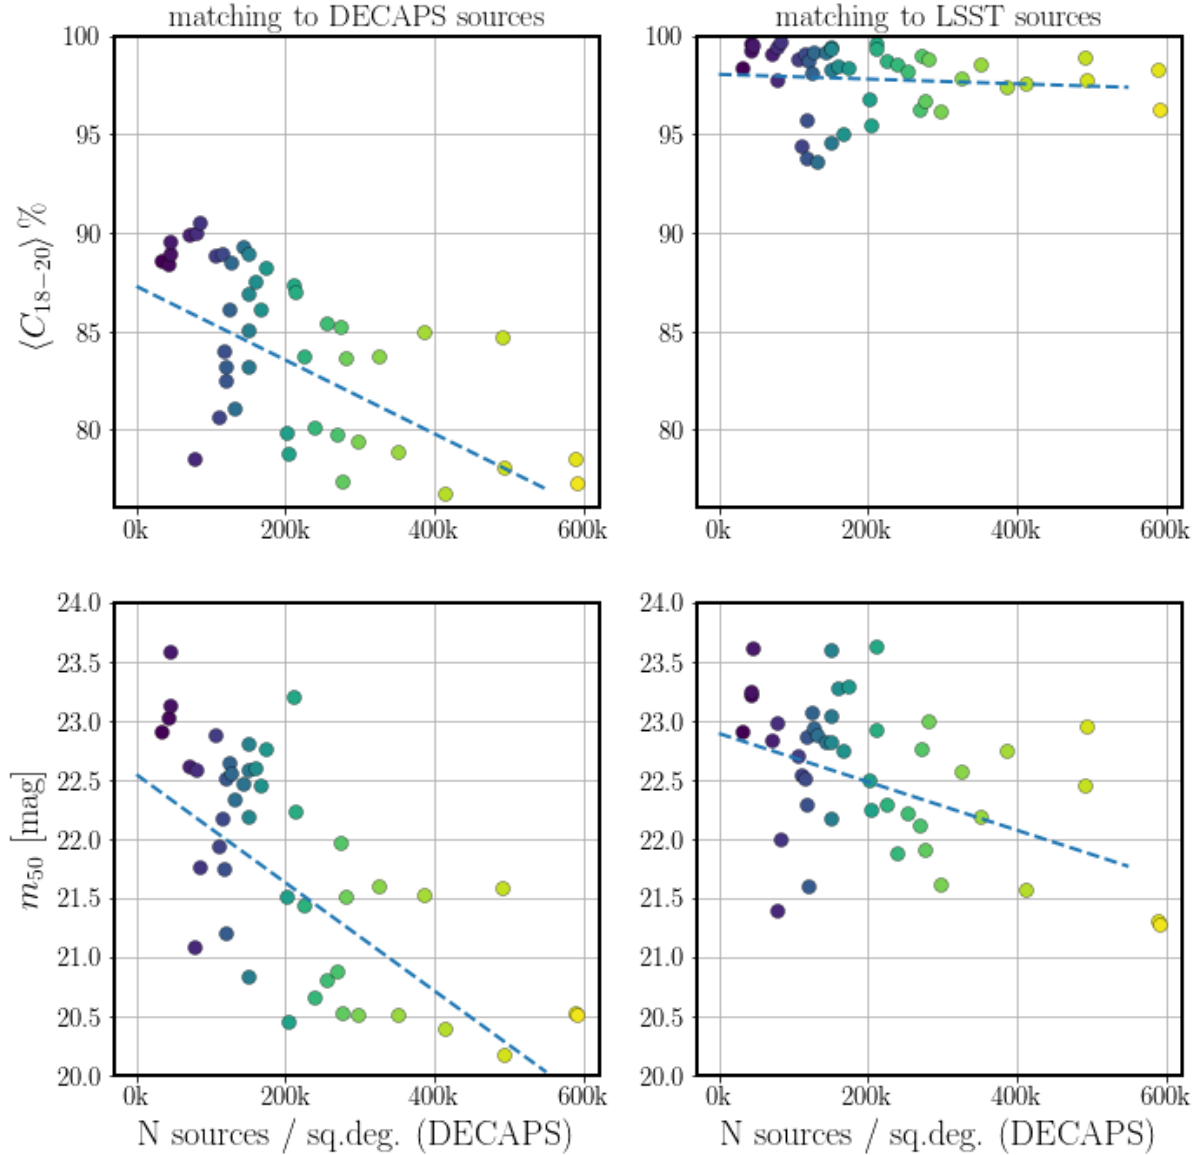 matching to DECAPS sources
matching to LSST sources
100
95
90
85
80
⟨C₁₈₋₂₀⟩ %
0k 200k 400k 600k
100
95
90
85
80
0k 200k 400k 600k
24.0
23.5
23.0
22.5
22.0
21.5
21.0
20.5
20.0
m₅₀ [mag]
0k 200k 400k 600k
N sources / sq.deg. (DECAPS)
24.0
23.5
23.0
22.5
22.0
21.5
21.0
20.5
20.0
0k 200k 400k 600k
N sources / sq.deg. (DECAPS)